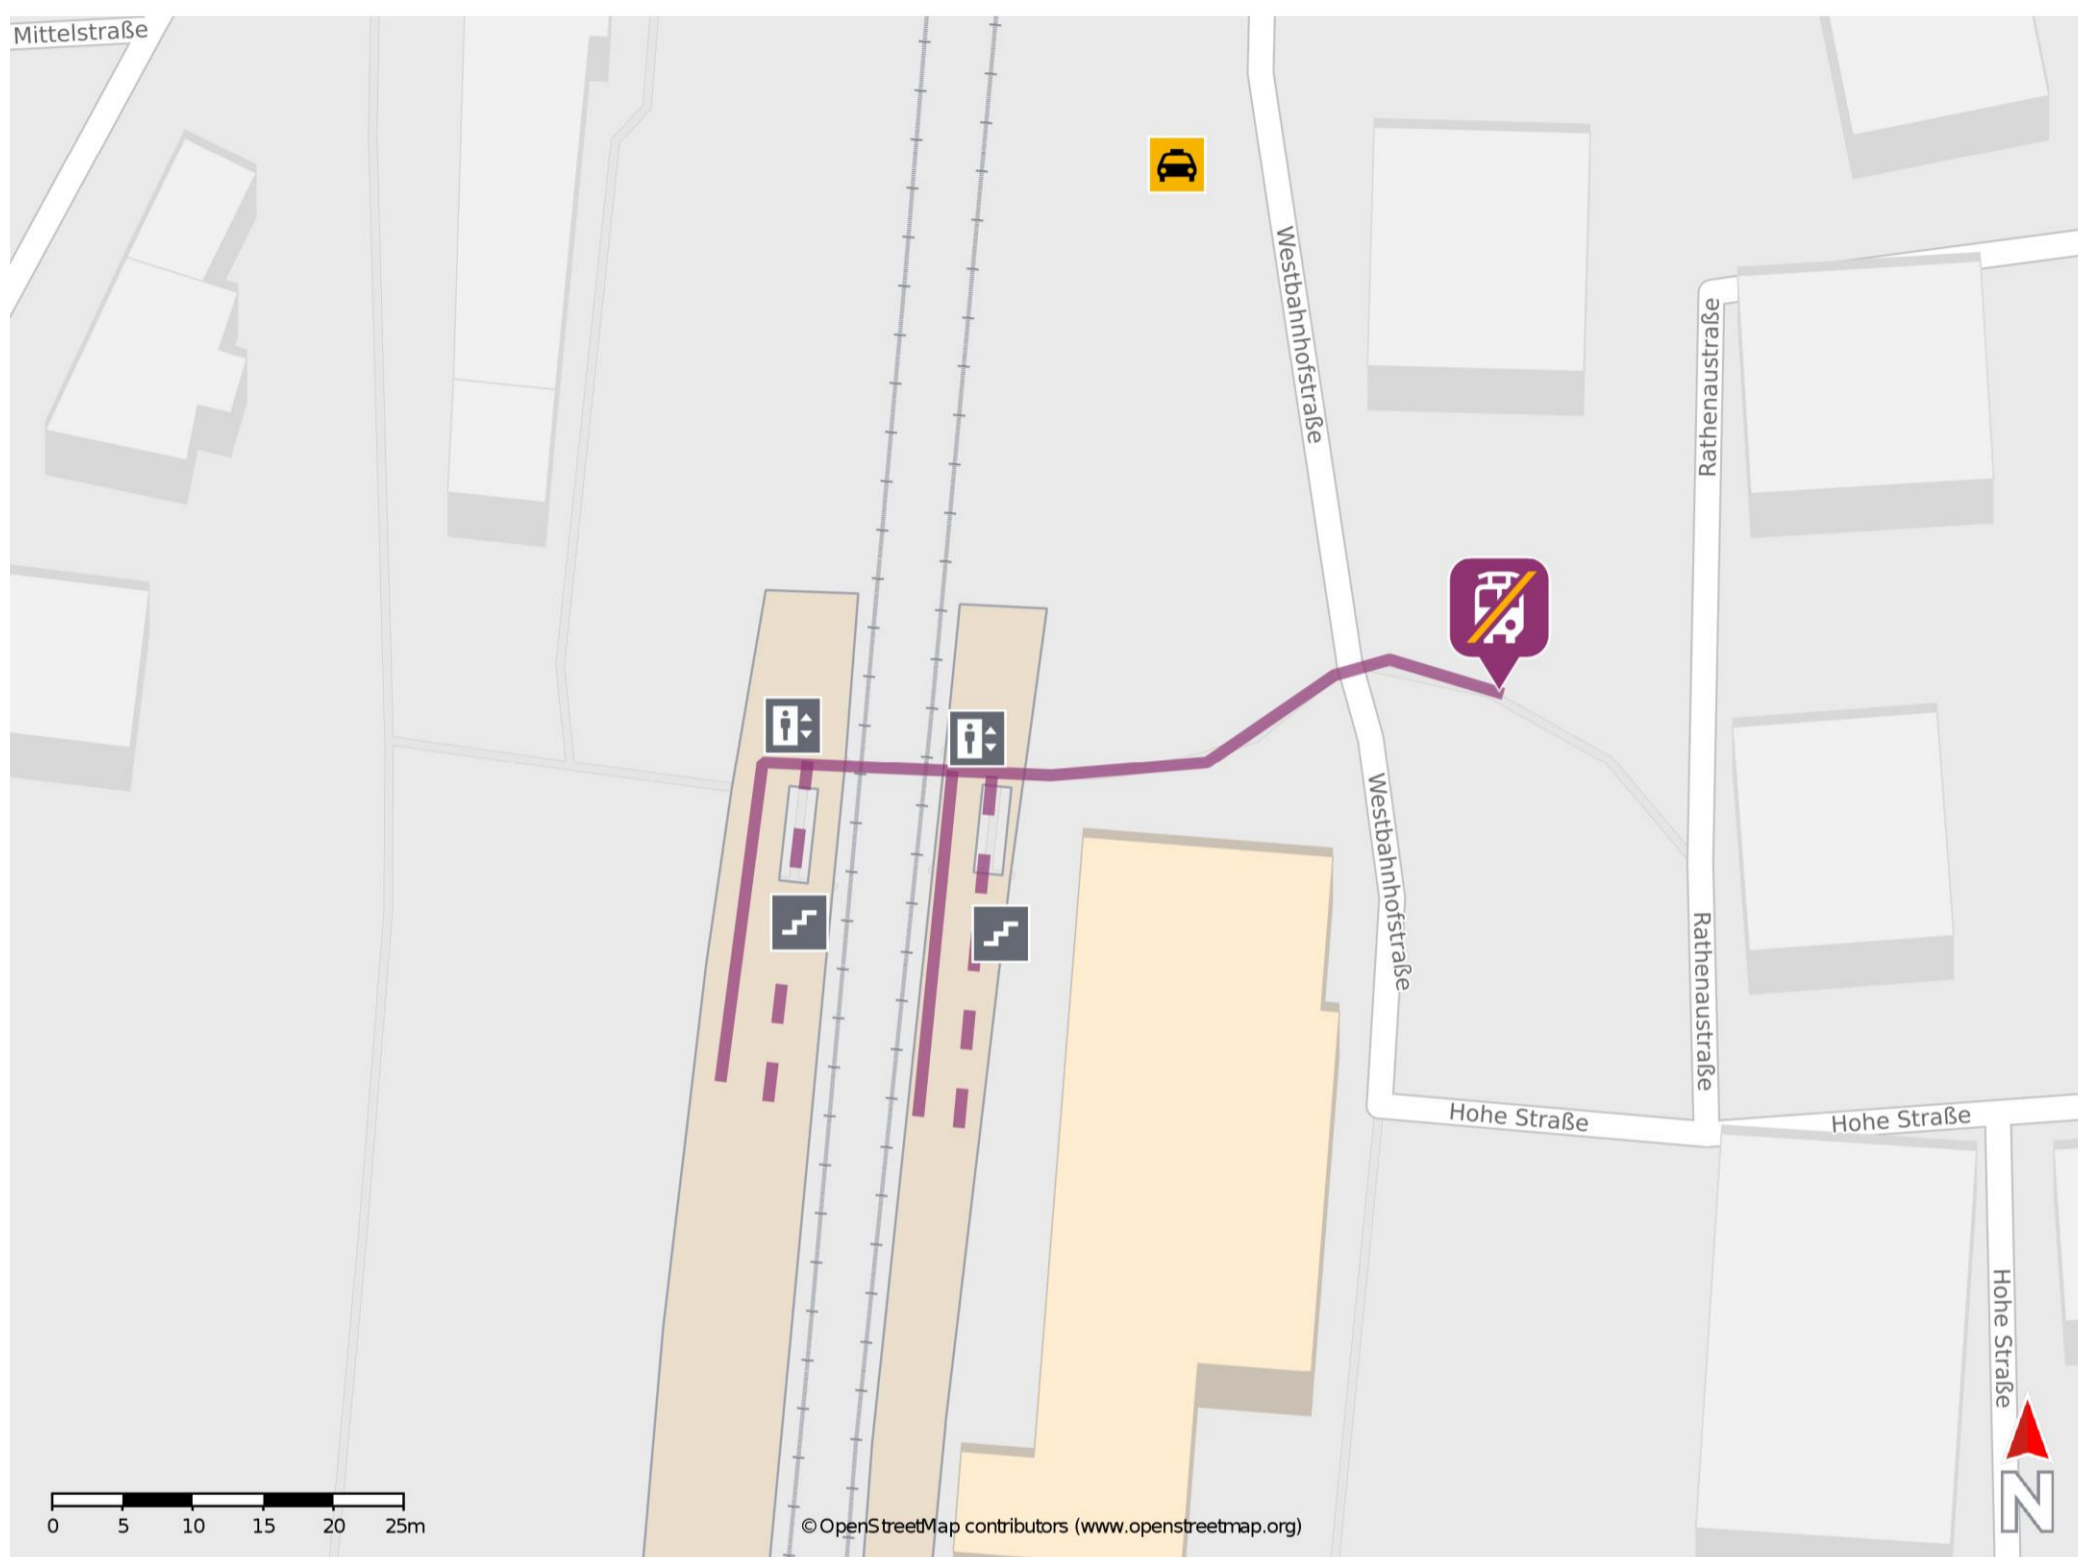 Mittelstraße
Westbahnhofstraße
Rathenaustraße
Westbahnhofstraße
Rathenaustraße
Hohe Straße
Hohe Straße
Hohe Straße
N
0 5 10 15 20 25m
© OpenStreetMap contributors (www.openstreetmap.org)